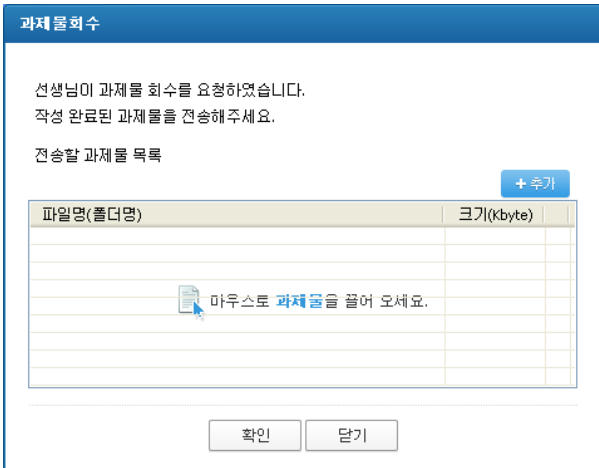 과제물회수
선생님이 과제물 회수를 요청하였습니다.
작성 완료된 과제물을 전송해주세요.
전송할 과제물 목록
+ 추가
파일명(폴더명) 크기(Kbyte)
마우스로 과제물을 끌어 오세요.
확인 닫기